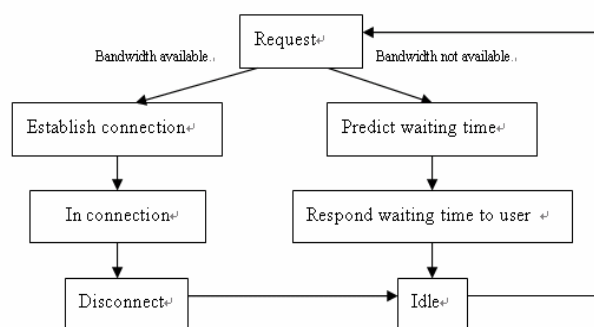 Request↵
Bandwidth available.↓
Bandwidth not available.↓
Establish connection↵
Predict waiting time↵
In connection↵
Respond waiting time to user ↵
Disconnect↵
Idle↵